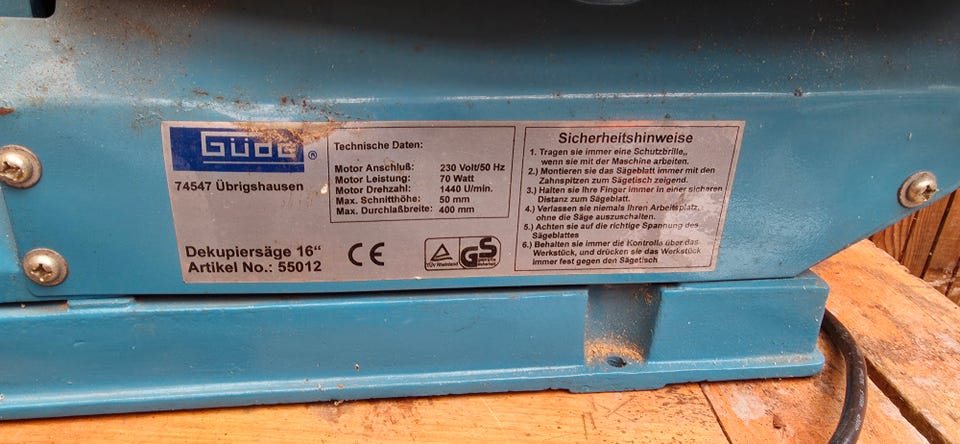 Güde ®
74547 Übrigshausen
Dekupiersäge 16“
Artikel No.: 55012
Technische Daten:
Motor Anschluß: 230 Volt/50 Hz
Motor Leistung: 70 Watt
Motor Drehzahl: 1440 U/min.
Max. Schnitthöhe: 50 mm
Max. Durchlaßbreite: 400 mm
CE
TÜV Rheinland
GS
geprüfte Sicherheit
Sicherheitshinweise
1. Tragen sie immer eine Schutzbrille,
wenn sie mit der Maschine arbeiten.
2.) Montieren sie das Sägeblatt immer mit den
Zahnspitzen zum Sägetisch zeigend.
3.) Halten sie Ihre Finger immer in einer sicheren
Distanz zum Sägeblatt.
4.) Verlassen sie niemals Ihren Arbeitsplatz,
ohne die Säge auszuschalten.
5.) Achten sie auf die richtige Spannung des
Sägeblattes
6.) Behalten sie immer die Kontrolle über das
Werkstück, und drücken sie das Werkstück
immer fest gegen den Sägetisch